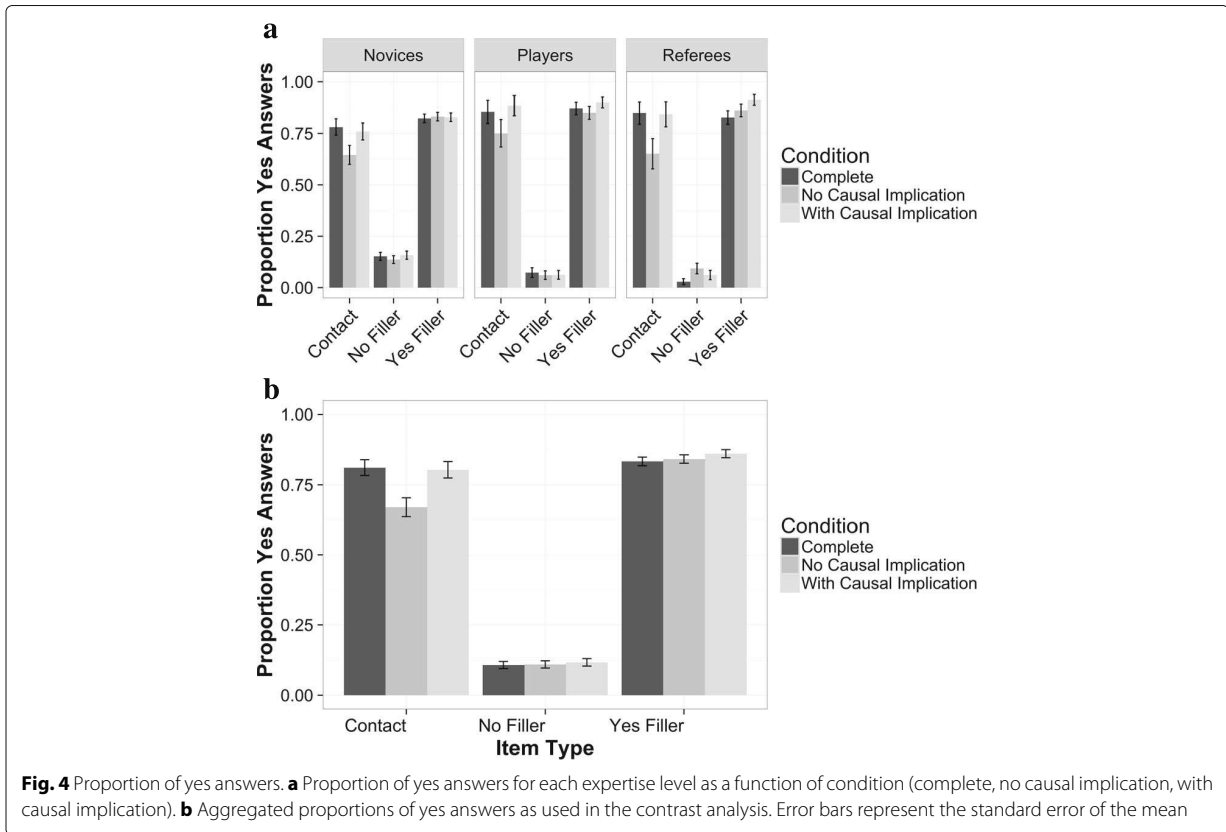 a
Novices Players Referees
Proportion Yes Answers
1.00
0.75
0.50
0.25
0.00
Contact No Filler Yes Filler Contact No Filler Yes Filler Contact No Filler Yes Filler
Condition
Complete
No Causal Implication
With Causal Implication
b
Proportion Yes Answers
1.00
0.75
0.50
0.25
0.00
Contact No Filler Yes Filler
Item Type
Condition
Complete
No Causal Implication
With Causal Implication
Fig. 4 Proportion of yes answers. a Proportion of yes answers for each expertise level as a function of condition (complete, no causal implication, with
causal implication). b Aggregated proportions of yes answers as used in the contrast analysis. Error bars represent the standard error of the mean